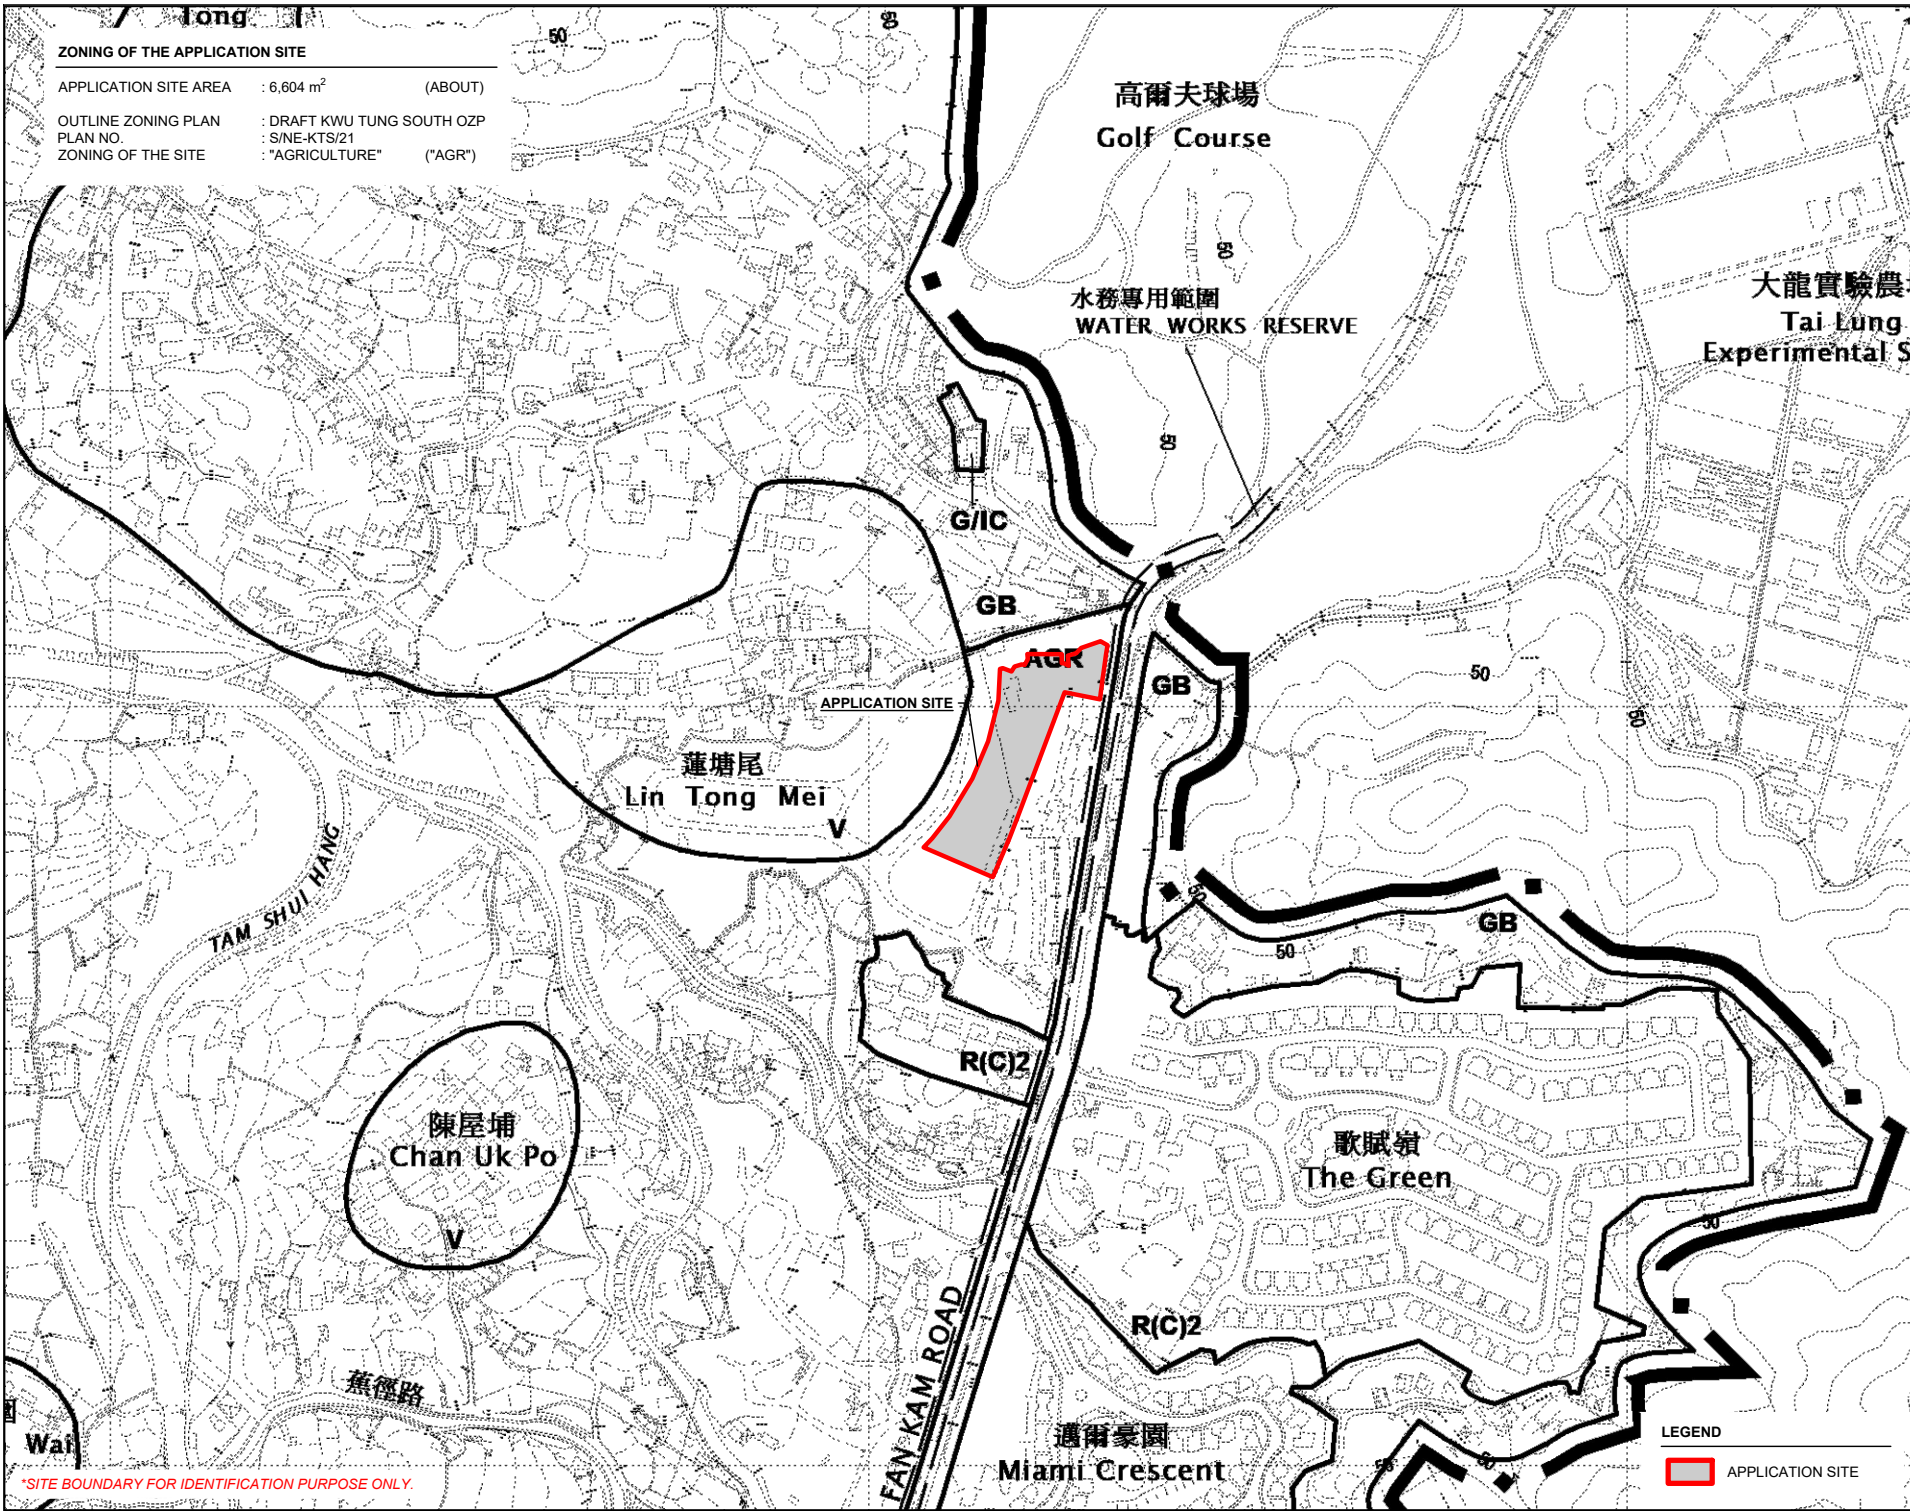 Tong
50
50
ZONING OF THE APPLICATION SITE
APPLICATION SITE AREA : 6,604 m² (ABOUT)
OUTLINE ZONING PLAN : DRAFT KWU TUNG SOUTH OZP
PLAN NO. : S/NE-KTS/21
ZONING OF THE SITE : "AGRICULTURE" ("AGR")
高爾夫球場
Golf Course
50
水務專用範圍
WATER WORKS RESERVE
大龍實驗農
Tai Lung
Experimental S
50
G/IC
GB
AGR
GB
50
50
APPLICATION SITE
蓮塘尾
Lin Tong Mei
V
TAM SHUI HANG
50
GB
50
R(C)2
陳屋埔
Chan Uk Po
V
歌賦嶺
The Green
50
R(C)2
FAN KAM ROAD
蕉徑路
Wai
邁爾豪園
Miami Crescent
50
50
LEGEND
APPLICATION SITE
*SITE BOUNDARY FOR IDENTIFICATION PURPOSE ONLY.